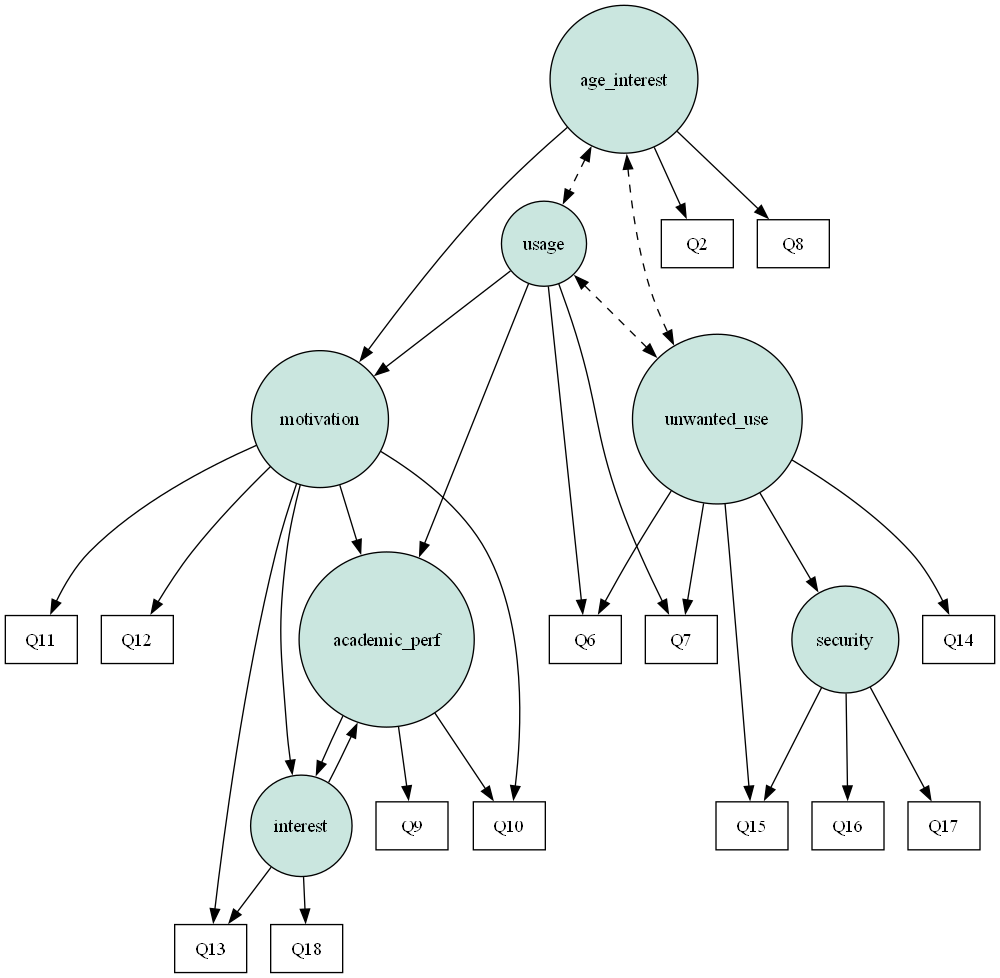 age_interest
usage
Q2
Q8
motivation
unwanted_use
Q11
Q12
academic_perf
Q6
Q7
security
Q14
interest
Q9
Q10
Q15
Q16
Q17
Q13
Q18